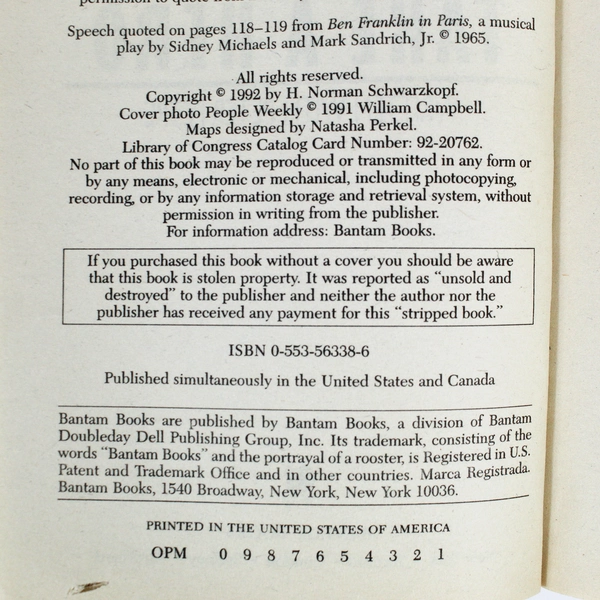 permission to quote from
Speech quoted on pages 118–119 from Ben Franklin in Paris, a musical
play by Sidney Michaels and Mark Sandrich, Jr. © 1965.
All rights reserved.
Copyright © 1992 by H. Norman Schwarzkopf.
Cover photo People Weekly © 1991 William Campbell.
Maps designed by Natasha Perkel.
Library of Congress Catalog Card Number: 92-20762.
No part of this book may be reproduced or transmitted in any form or
by any means, electronic or mechanical, including photocopying,
recording, or by any information storage and retrieval system, without
permission in writing from the publisher.
For information address: Bantam Books.
If you purchased this book without a cover you should be aware
that this book is stolen property. It was reported as “unsold and
destroyed” to the publisher and neither the author nor the
publisher has received any payment for this “stripped book.”
ISBN 0-553-56338-6
Published simultaneously in the United States and Canada
Bantam Books are published by Bantam Books, a division of Bantam
Doubleday Dell Publishing Group, Inc. Its trademark, consisting of the
words “Bantam Books” and the portrayal of a rooster, is Registered in U.S.
Patent and Trademark Office and in other countries. Marca Registrada.
Bantam Books, 1540 Broadway, New York, New York 10036.
PRINTED IN THE UNITED STATES OF AMERICA
OPM 0 9 8 7 6 5 4 3 2 1